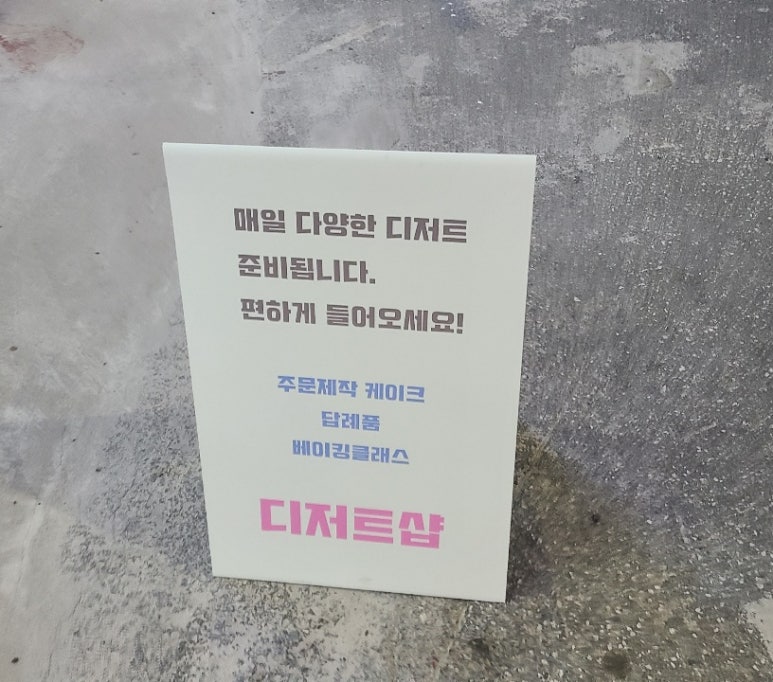 매일 다양한 디저트
준비됩니다.
편하게 들어오세요!
주문제작 케이크
답례품
베이킹클래스
디저트샵